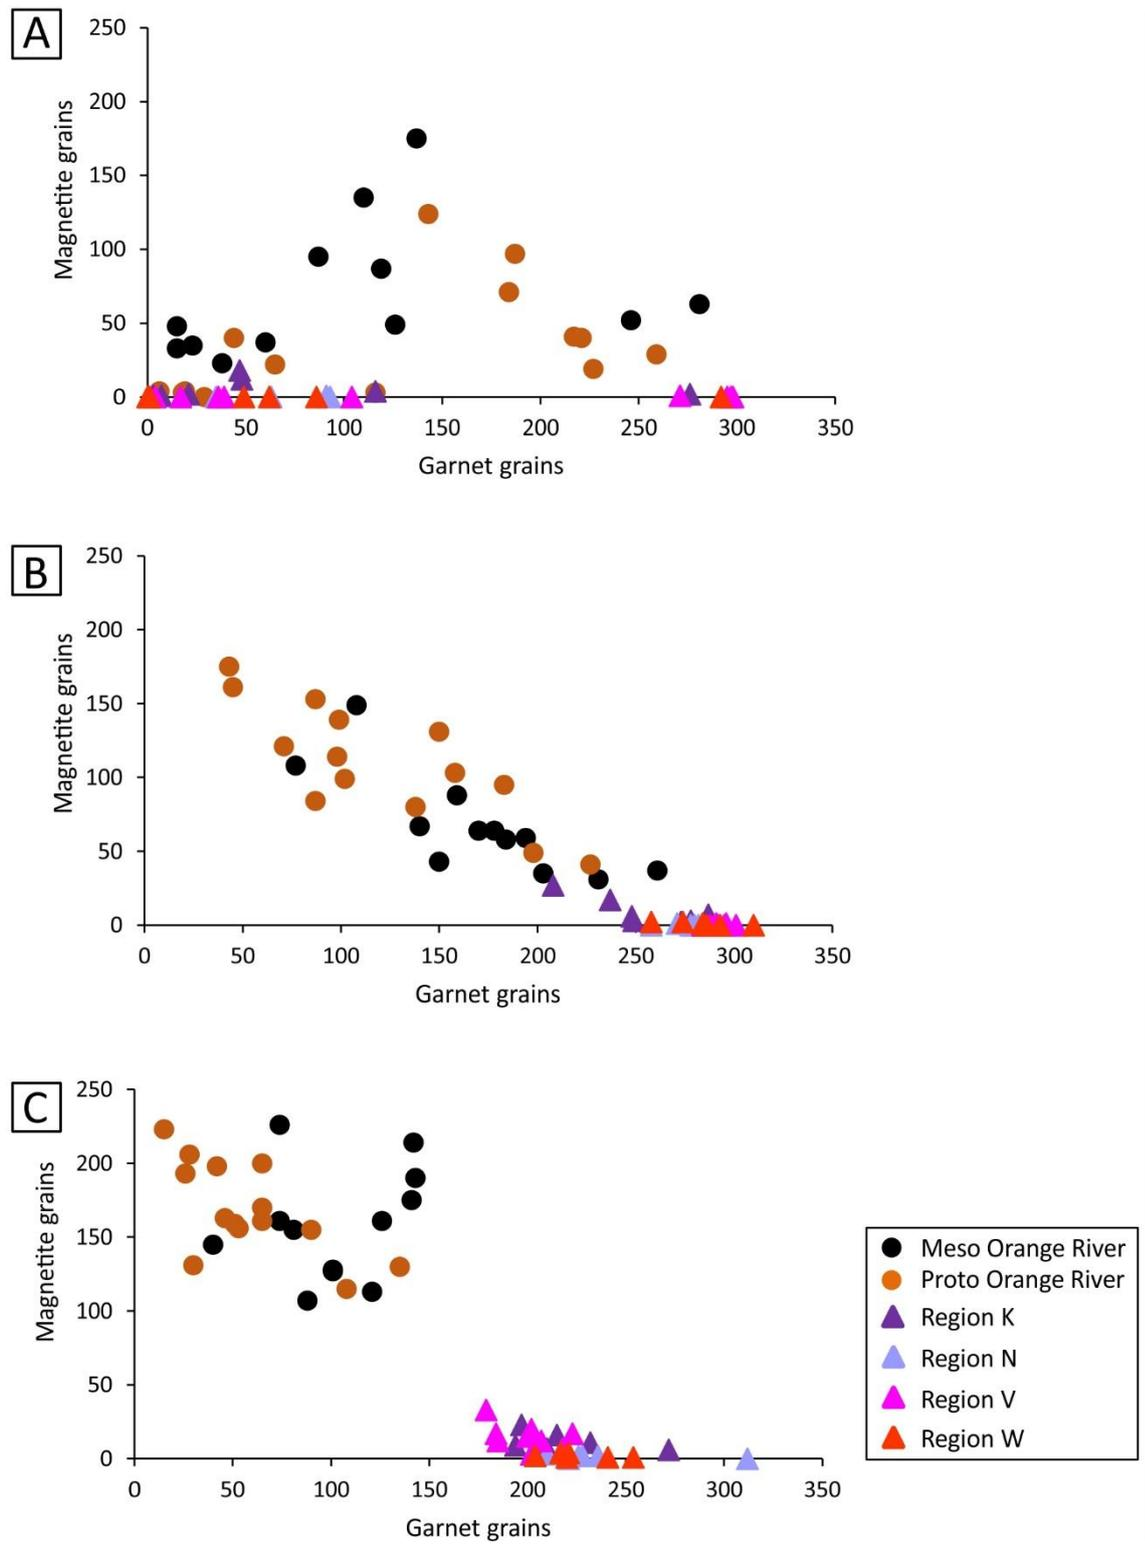 A
250
200
150
100
50
0
Magnetite grains
0 50 100 150 200 250 300 350
Garnet grains
B
250
200
150
100
50
0
Magnetite grains
0 50 100 150 200 250 300 350
Garnet grains
C
250
200
150
100
50
0
Magnetite grains
0 50 100 150 200 250 300 350
Garnet grains
Meso Orange River
Proto Orange River
Region K
Region N
Region V
Region W